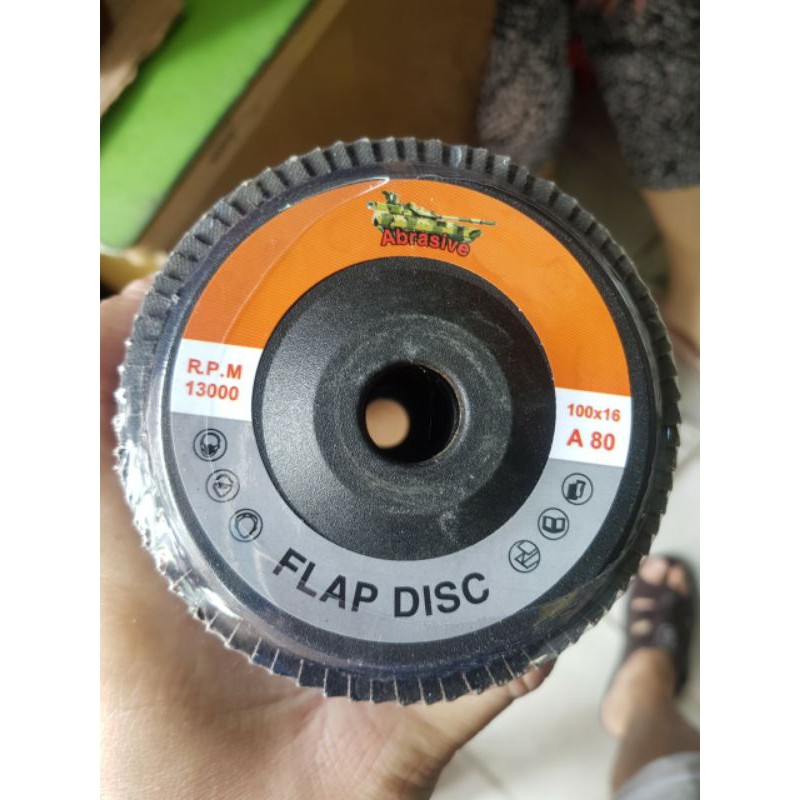 Abrasive
R.P.M
13000
100x16
A 80
FLAP DISC